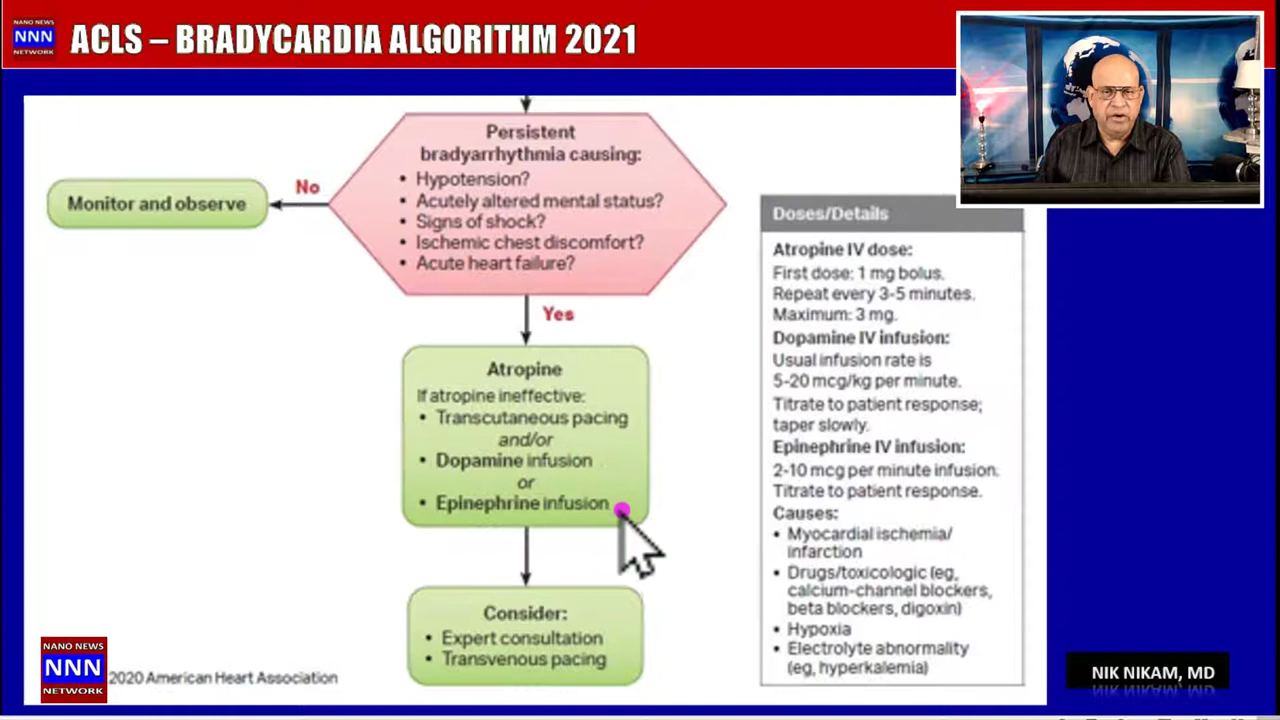 NANO NEWS
NNN
NETWORK
ACLS – BRADYCARDIA ALGORITHM 2021
Persistent
bradyarrhythmia causing:
• Hypotension?
• Acutely altered mental status?
• Signs of shock?
• Ischemic chest discomfort?
• Acute heart failure?
No
Monitor and observe
Yes
Atropine
If atropine ineffective:
• Transcutaneous pacing
and/or
• Dopamine infusion
or
• Epinephrine infusion
Consider:
• Expert consultation
• Transvenous pacing
Doses/Details
Atropine IV dose:
First dose: 1 mg bolus.
Repeat every 3-5 minutes.
Maximum: 3 mg.
Dopamine IV infusion:
Usual infusion rate is
5-20 mcg/kg per minute.
Titrate to patient response;
taper slowly.
Epinephrine IV infusion:
2-10 mcg per minute infusion.
Titrate to patient response.
Causes:
• Myocardial ischemia/
infarction
• Drugs/toxicologic (eg,
calcium-channel blockers,
beta blockers, digoxin)
• Hypoxia
• Electrolyte abnormality
(eg, hyperkalemia)
NANO NEWS
NNN
NETWORK
2020 American Heart Association
NIK NIKAM, MD